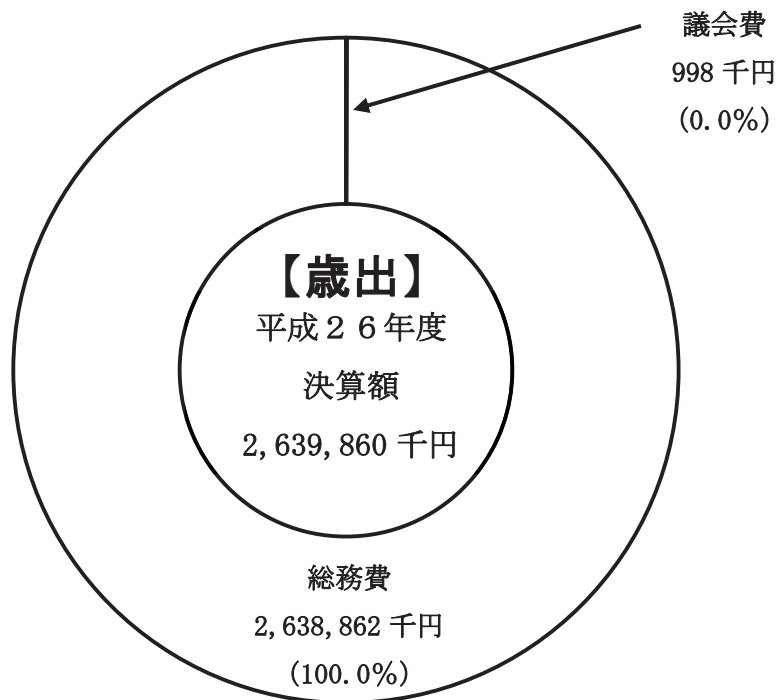 議会費
998 千円
(0.0%)
【歳出】
平成２６年度
決算額
2,639,860 千円
総務費
2,638,862 千円
(100.0%)